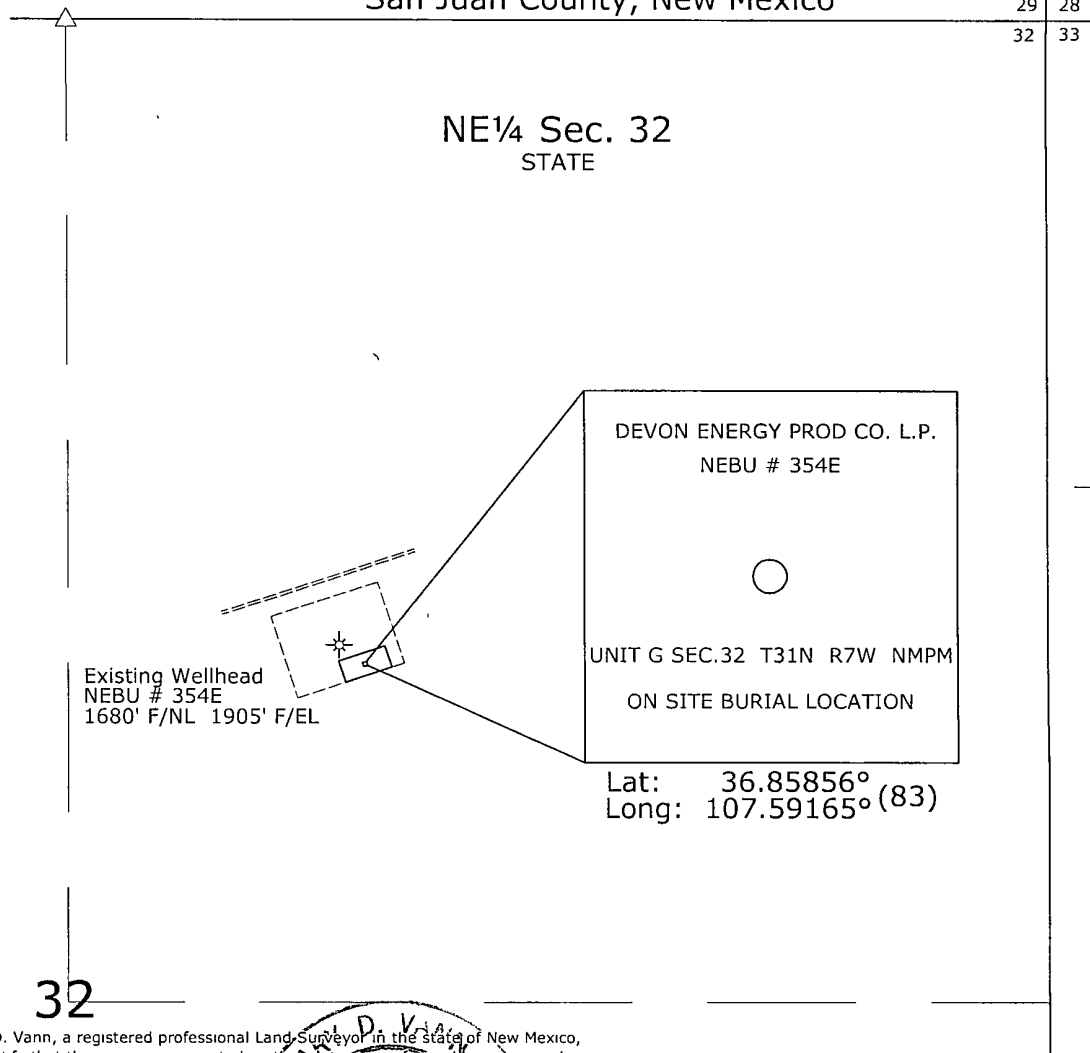 San Juan County, New Mexico
29 28
32 33
NE¼ Sec. 32
STATE
DEVON ENERGY PROD CO. L.P.
NEBU # 354E
UNIT G SEC.32 T31N R7W NMPM
ON SITE BURIAL LOCATION
Existing Wellhead
NEBU # 354E
1680' F/NL 1905' F/EL
Lat: 36.85856° (83)
Long: 107.59165°
32
D. VANN
D. Vann, a registered professional Land Surveyor in the state of New Mexico,